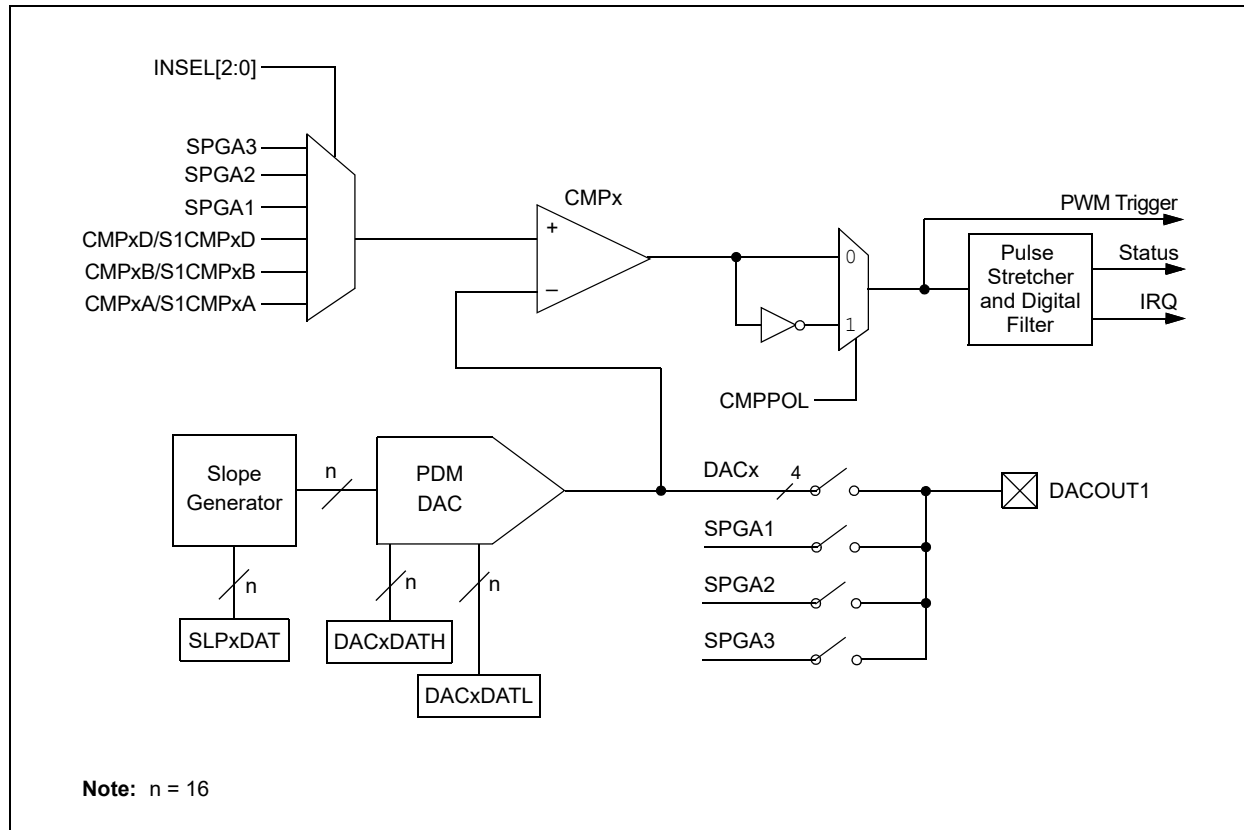 INSEL[2:0]
SPGA3
SPGA2
SPGA1
CMPxD/S1CMPxD
CMPxB/S1CMPxB
CMPxA/S1CMPxA
CMPx
+
–
0
1
CMPPOL
PWM Trigger
Pulse
Stretcher
and Digital
Filter
Status
IRQ
Slope
Generator
n
PDM
DAC
n
n
n
SLPxDAT
DACxDATH
DACxDATL
DACx
4
SPGA1
SPGA2
SPGA3
DACOUT1
Note: n = 16